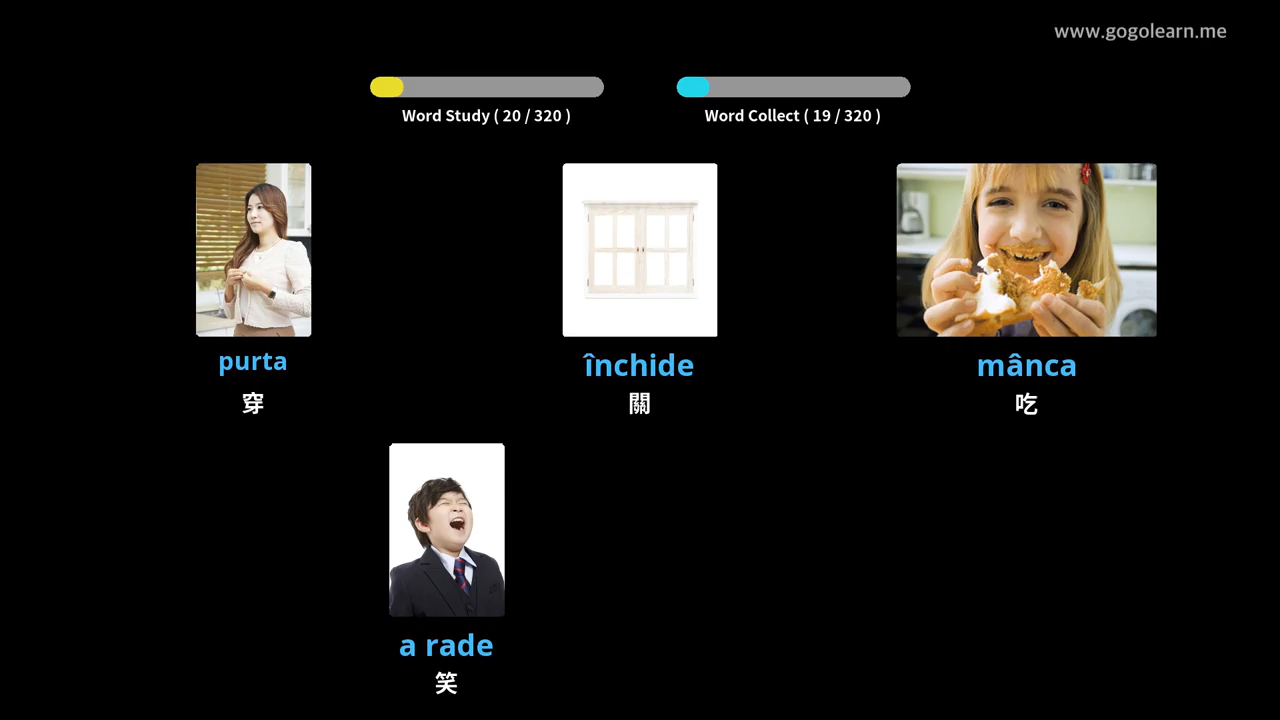 www.gogolearn.me
Word Study ( 20 / 320 )
Word Collect ( 19 / 320 )
purta
穿
închide
關
mânca
吃
a rade
笑